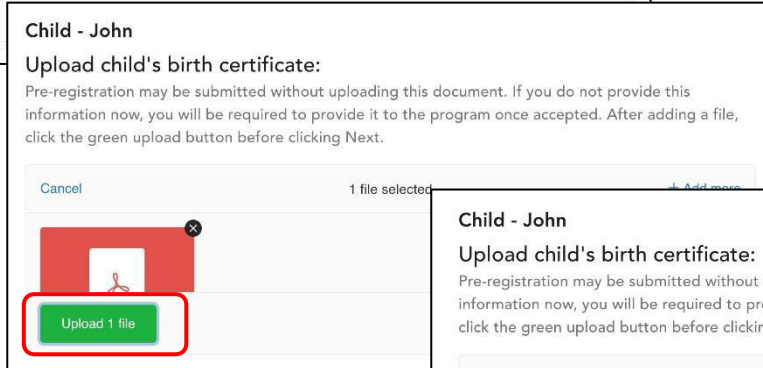 Child - John
Upload child's birth certificate:
Pre-registration may be submitted without uploading this document. If you do not provide this
information now, you will be required to provide it to the program once accepted. After adding a file,
click the green upload button before clicking Next.
Cancel
1 file selected
+ Add more
Upload 1 file
Child - John
Upload child's birth certificate:
Pre-registration may be submitted without
information now, you will be required to
click the green upload button before